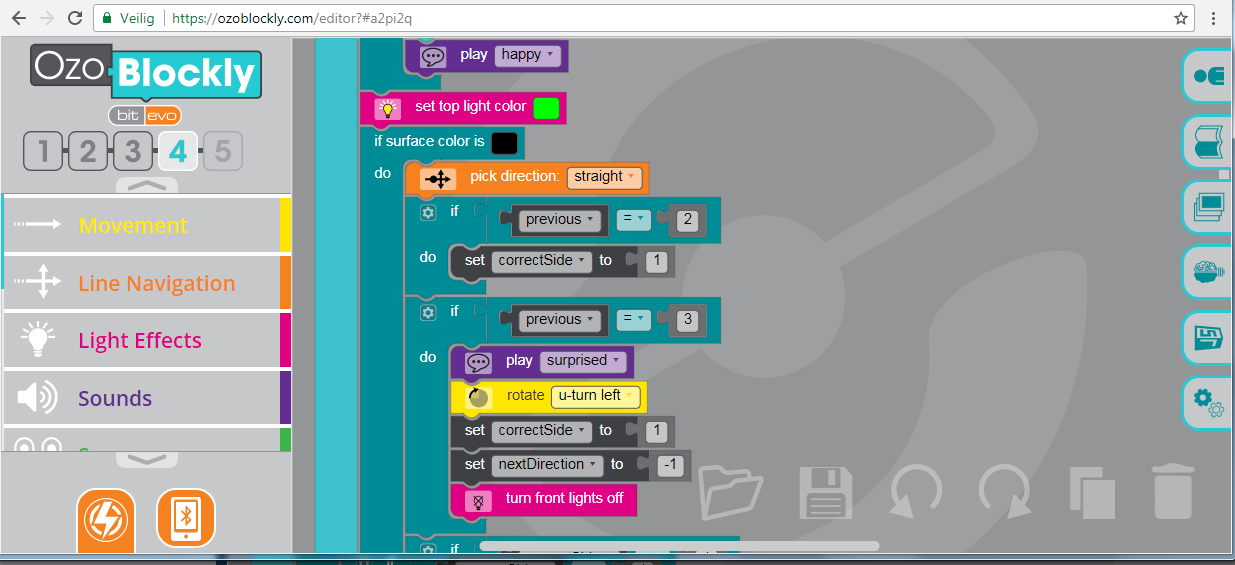 Veilig https://ozoblockly.com/editor?#a2pi2q
Ozo Blockly
bit evo
1 2 3 4 5
Movement
Line Navigation
Light Effects
Sounds
play happy
set top light color
if surface color is
do pick direction: straight
if previous = 2
do set correctSide to 1
if previous = 3
do play surprised
rotate u-turn left
set correctSide to 1
set nextDirection to -1
turn front lights off
if